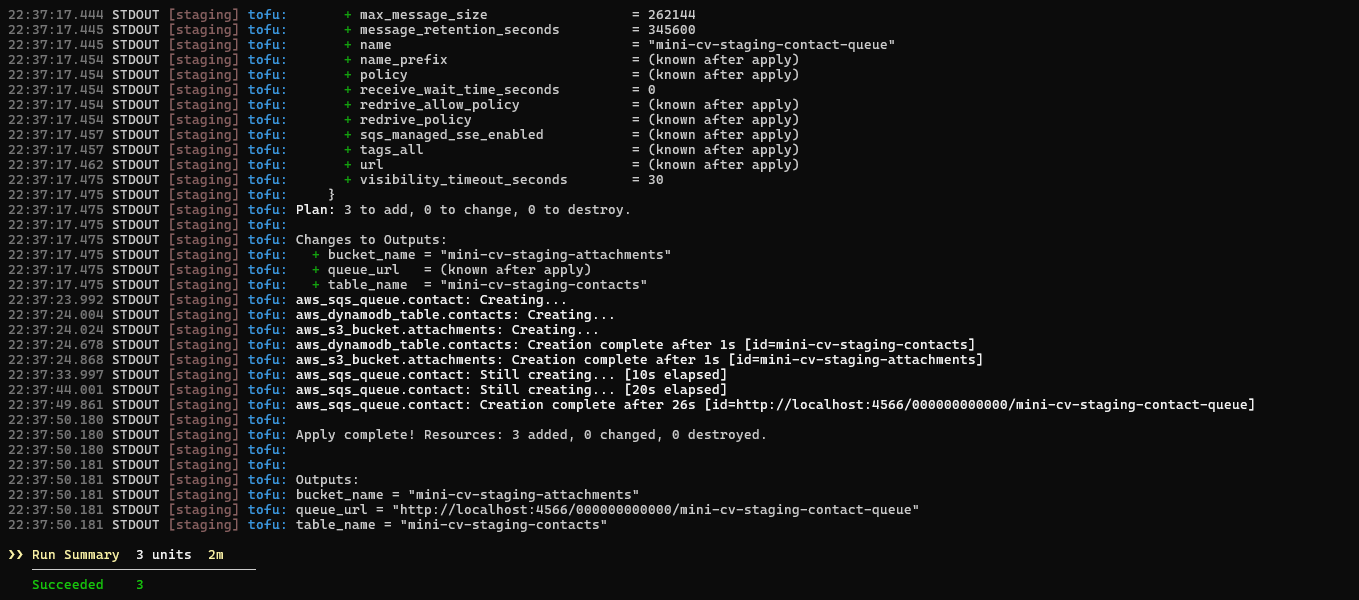 22:37:17.444 STDOUT [staging] tofu:       + max_message_size                  = 262144
22:37:17.445 STDOUT [staging] tofu:       + message_retention_seconds         = 345600
22:37:17.445 STDOUT [staging] tofu:       + name                              = "mini-cv-staging-contact-queue"
22:37:17.454 STDOUT [staging] tofu:       + name_prefix                       = (known after apply)
22:37:17.454 STDOUT [staging] tofu:       + policy                            = (known after apply)
22:37:17.454 STDOUT [staging] tofu:       + receive_wait_time_seconds         = 0
22:37:17.454 STDOUT [staging] tofu:       + redrive_allow_policy              = (known after apply)
22:37:17.454 STDOUT [staging] tofu:       + redrive_policy                    = (known after apply)
22:37:17.457 STDOUT [staging] tofu:       + sqs_managed_sse_enabled           = (known after apply)
22:37:17.457 STDOUT [staging] tofu:       + tags_all                          = (known after apply)
22:37:17.462 STDOUT [staging] tofu:       + url                               = (known after apply)
22:37:17.475 STDOUT [staging] tofu:       + visibility_timeout_seconds        = 30
22:37:17.475 STDOUT [staging] tofu:     }
22:37:17.475 STDOUT [staging] tofu: Plan: 3 to add, 0 to change, 0 to destroy.
22:37:17.475 STDOUT [staging] tofu:
22:37:17.475 STDOUT [staging] tofu: Changes to Outputs:
22:37:17.475 STDOUT [staging] tofu:   + bucket_name = "mini-cv-staging-attachments"
22:37:17.475 STDOUT [staging] tofu:   + queue_url   = (known after apply)
22:37:17.475 STDOUT [staging] tofu:   + table_name  = "mini-cv-staging-contacts"
22:37:23.992 STDOUT [staging] tofu: aws_sqs_queue.contact: Creating...
22:37:24.004 STDOUT [staging] tofu: aws_dynamodb_table.contacts: Creating...
22:37:24.024 STDOUT [staging] tofu: aws_s3_bucket.attachments: Creating...
22:37:24.678 STDOUT [staging] tofu: aws_dynamodb_table.contacts: Creation complete after 1s [id=mini-cv-staging-contacts]
22:37:24.868 STDOUT [staging] tofu: aws_s3_bucket.attachments: Creation complete after 1s [id=mini-cv-staging-attachments]
22:37:33.997 STDOUT [staging] tofu: aws_sqs_queue.contact: Still creating... [10s elapsed]
22:37:44.001 STDOUT [staging] tofu: aws_sqs_queue.contact: Still creating... [20s elapsed]
22:37:49.861 STDOUT [staging] tofu: aws_sqs_queue.contact: Creation complete after 26s [id=http://localhost:4566/000000000000/mini-cv-staging-contact-queue]
22:37:50.180 STDOUT [staging] tofu:
22:37:50.180 STDOUT [staging] tofu: Apply complete! Resources: 3 added, 0 changed, 0 destroyed.
22:37:50.180 STDOUT [staging] tofu:
22:37:50.181 STDOUT [staging] tofu:
22:37:50.181 STDOUT [staging] tofu: Outputs:
22:37:50.181 STDOUT [staging] tofu: bucket_name = "mini-cv-staging-attachments"
22:37:50.181 STDOUT [staging] tofu: queue_url = "http://localhost:4566/000000000000/mini-cv-staging-contact-queue"
22:37:50.181 STDOUT [staging] tofu: table_name = "mini-cv-staging-contacts"
❯❯ Run Summary  3 units  2m
Succeeded    3